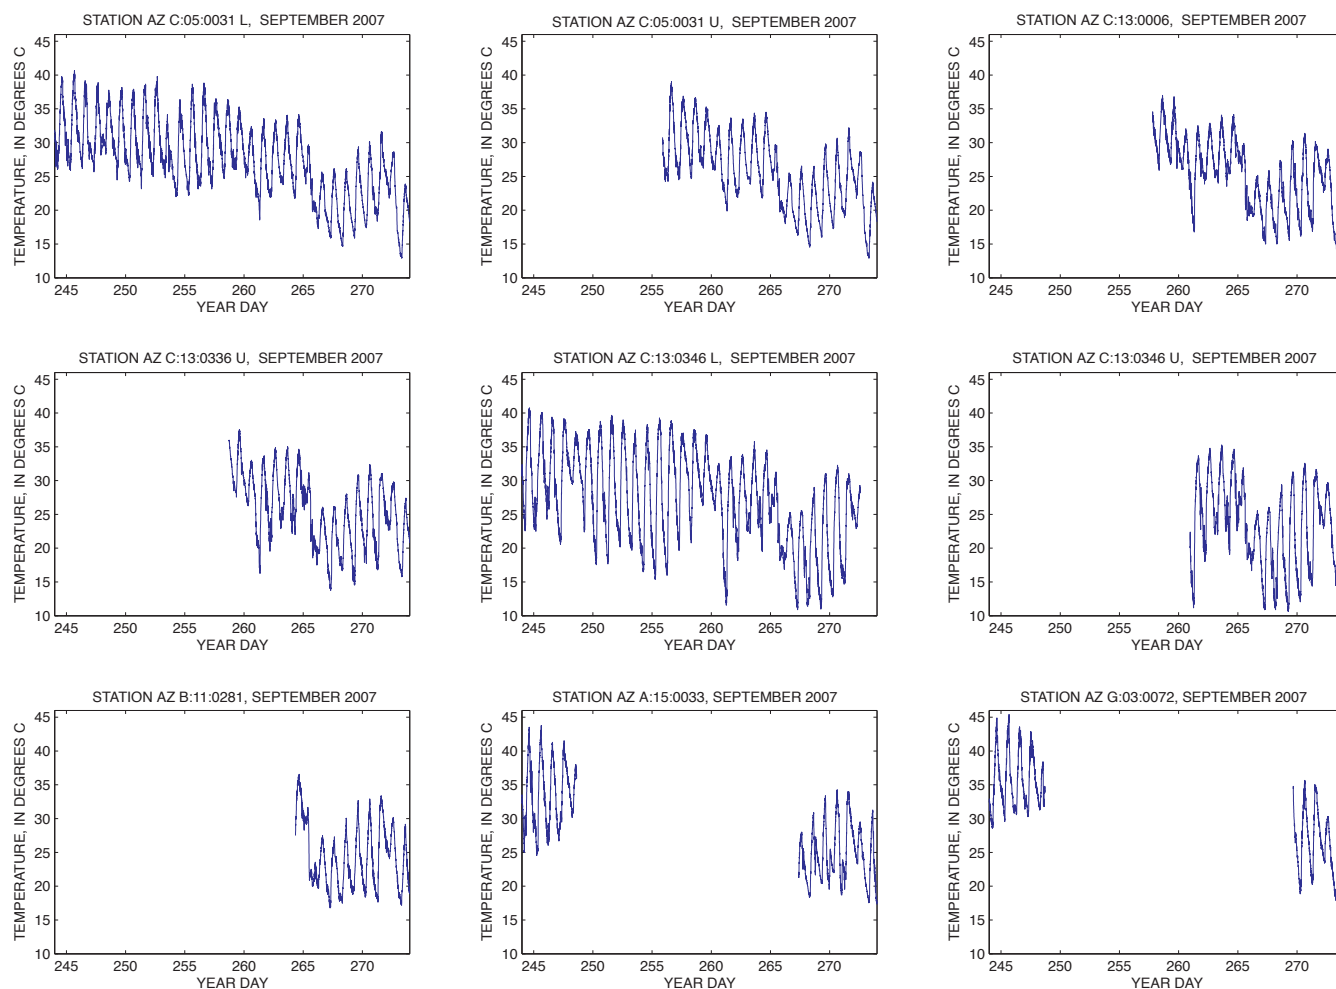 STATION AZ C:05:0031 L, SEPTEMBER 2007
45
40
35
30
25
20
15
10
TEMPERATURE, IN DEGREES C
245 250 255 260 265 270
YEAR DAY
STATION AZ C:05:0031 U, SEPTEMBER 2007
45
40
35
30
25
20
15
10
TEMPERATURE, IN DEGREES C
245 250 255 260 265 270
YEAR DAY
STATION AZ C:13:0006, SEPTEMBER 2007
45
40
35
30
25
20
15
10
TEMPERATURE, IN DEGREES C
245 250 255 260 265 270
YEAR DAY
STATION AZ C:13:0336 U, SEPTEMBER 2007
45
40
35
30
25
20
15
10
TEMPERATURE, IN DEGREES C
245 250 255 260 265 270
YEAR DAY
STATION AZ C:13:0346 L, SEPTEMBER 2007
45
40
35
30
25
20
15
10
TEMPERATURE, IN DEGREES C
245 250 255 260 265 270
YEAR DAY
STATION AZ C:13:0346 U, SEPTEMBER 2007
45
40
35
30
25
20
15
10
TEMPERATURE, IN DEGREES C
245 250 255 260 265 270
YEAR DAY
STATION AZ B:11:0281, SEPTEMBER 2007
45
40
35
30
25
20
15
10
TEMPERATURE, IN DEGREES C
245 250 255 260 265 270
YEAR DAY
STATION AZ A:15:0033, SEPTEMBER 2007
45
40
35
30
25
20
15
10
TEMPERATURE, IN DEGREES C
245 250 255 260 265 270
YEAR DAY
STATION AZ G:03:0072, SEPTEMBER 2007
45
40
35
30
25
20
15
10
TEMPERATURE, IN DEGREES C
245 250 255 260 265 270
YEAR DAY